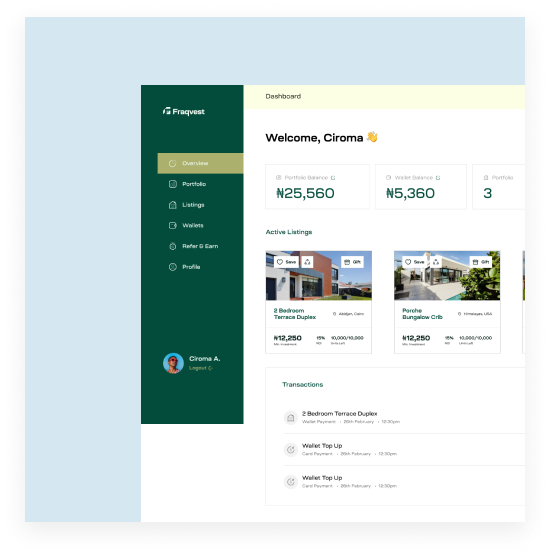 Fraqvest
Overview
Portfolio
Listings
Wallets
Refer & Earn
Profile
Ciroma A.
Logout
Dashboard
Welcome, Ciroma 👋
Portfolio Balance
₦25,560
Wallet Balance
₦5,360
Portfolio
3
Active Listings
Save
Gift
2 Bedroom
Terrace Duplex
Abidjan, Cairo
₦12,250
Min. Investment
15%
ROI
10,000/10,000
Units Left
Save
Gift
Porche
Bungalow Crib
Himalayas, USA
₦12,250
Min. Investment
15%
ROI
10,000/10,000
Units Left
Transactions
2 Bedroom Terrace Duplex
Wallet Payment • 26th February • 12:30pm
Wallet Top Up
Card Payment • 26th February • 12:30pm
Wallet Top Up
Card Payment • 26th February • 12:30pm